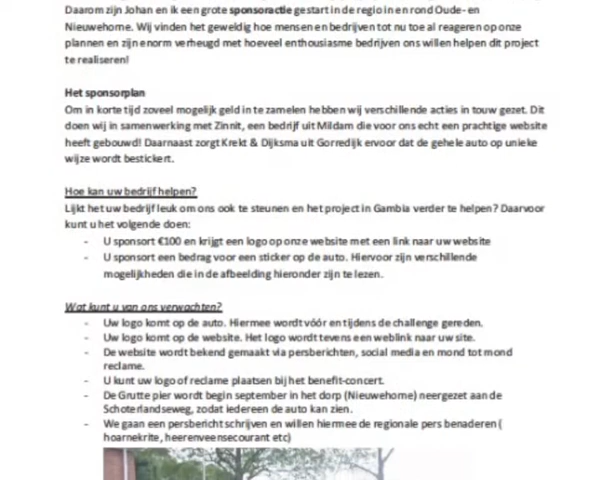 Daarom zijn Johan en ik een grote sponsoractie gestart in de regio in en rond Oude- en
Nieuwehorne. Wij vinden het geweldig hoe mensen en bedrijven tot nu toe al reageren op onze
plannen en zijn enorm verheugd met hoeveel enthousiasme bedrijven ons willen helpen dit project
te realiseren!
Het sponsorplan
Om in korte tijd zoveel mogelijk geld in te zamelen hebben wij verschillende acties in touw gezet. Dit
doen wij in samenwerking met Zinnit, een bedrijf uit Mildam die voor ons echt een prachtige website
heeft gebouwd! Daarnaast zorgt Krekt & Dijksma uit Gorredijk ervoor dat de gehele auto op unieke
wijze wordt bestickert.
Hoe kan uw bedrijf helpen?
Lijkt het uw bedrijf leuk om ons ook te steunen en het project in Gambia verder te helpen? Daarvoor
kunt u het volgende doen:
- U sponsort €100 en krijgt een logo op onze website met een link naar uw website
- U sponsort een bedrag voor een sticker op de auto. Hiervoor zijn verschillende
mogelijkheden die in de afbeelding hieronder zijn te lezen.
Wat kunt u van ons verwachten?
- Uw logo komt op de auto. Hiermee wordt vóór en tijdens de challenge gereden.
- Uw logo komt op de website. Het logo wordt tevens een weblink naar uw site.
- De website wordt bekend gemaakt via persberichten, social media en mond tot mond
reclame.
- U kunt uw logo of reclame plaatsen bij het benefit-concert.
- De Grutte pier wordt begin september in het dorp (Nieuwehorne) neergezet aan de
Schoterlandseweg, zodat iedereen de auto kan zien.
- We gaan een persbericht schrijven en willen hiermee de regionale pers benaderen (
hoarnekrite, heerenveensecourant etc)